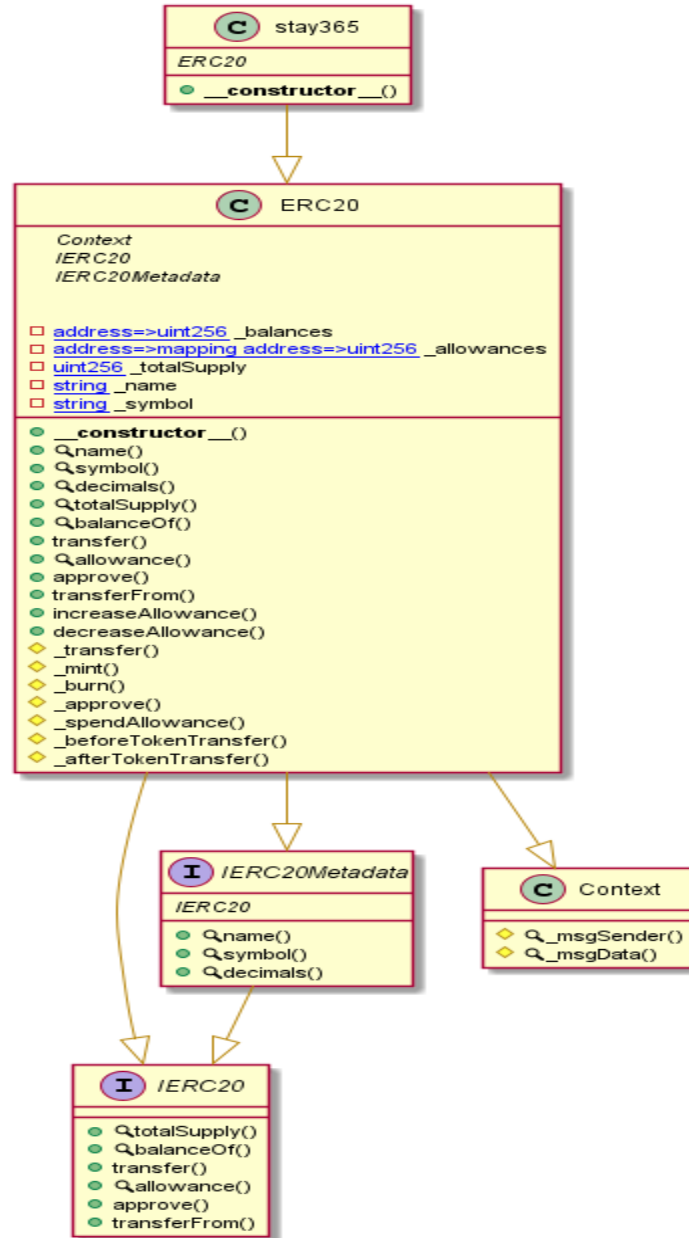 C stay365
ERC20
__constructor__()
C ERC20
Context
IERC20
IERC20Metadata
address=>uint256 _balances
address=>mapping address=>uint256 _allowances
uint256 _totalSupply
string _name
string _symbol
__constructor__()
name()
symbol()
decimals()
totalSupply()
balanceOf()
transfer()
allowance()
approve()
transferFrom()
increaseAllowance()
decreaseAllowance()
_transfer()
_mint()
_burn()
_approve()
_spendAllowance()
_beforeTokenTransfer()
_afterTokenTransfer()
I IERC20Metadata
IERC20
name()
symbol()
decimals()
C Context
_msgSender()
_msgData()
I IERC20
totalSupply()
balanceOf()
transfer()
allowance()
approve()
transferFrom()